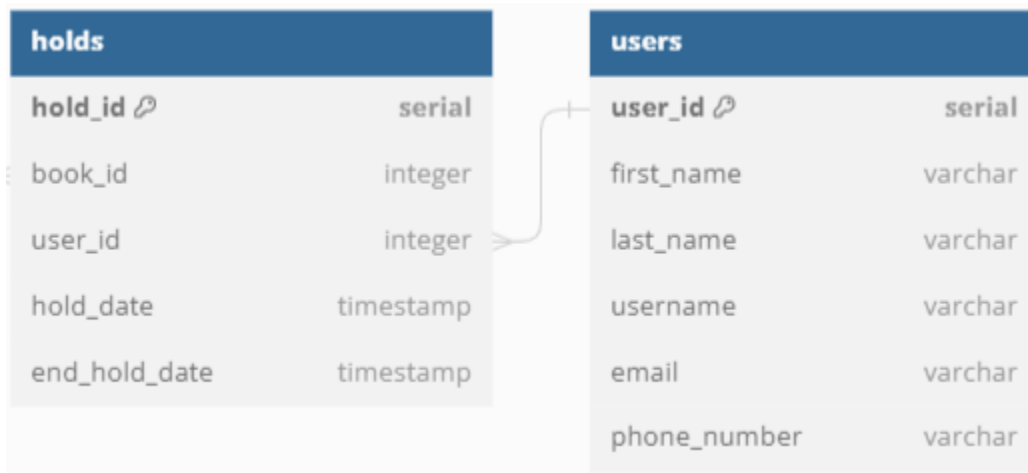 holds
hold_id serial
book_id integer
user_id integer
hold_date timestamp
end_hold_date timestamp
users
user_id serial
first_name varchar
last_name varchar
username varchar
email varchar
phone_number varchar